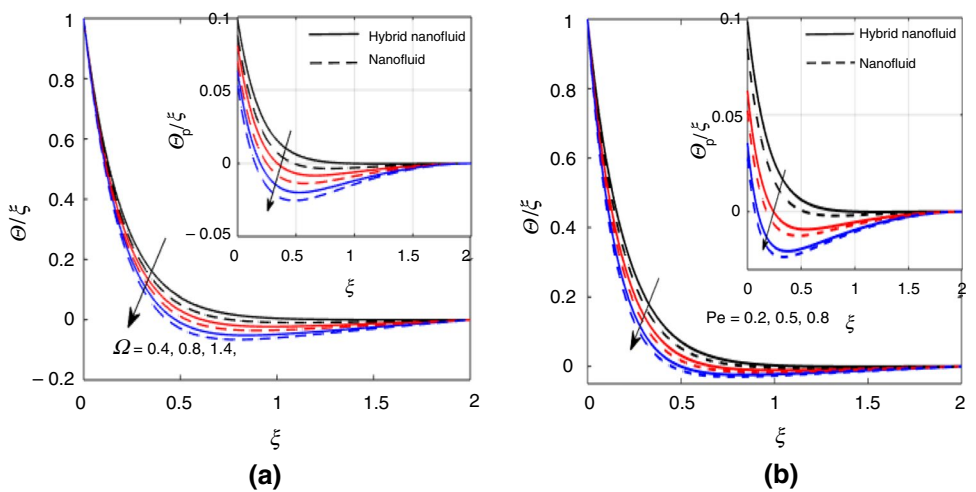 1
0.8
0.6
0.4
0.2
0
−0.2
0
0.5
1
1.5
2
Θ/ξ
ξ
0.1
0.05
0
−0.05
0
0.5
1
1.5
2
Θp/ξ
ξ
Hybrid nanofluid
Nanofluid
Ω = 0.4, 0.8, 1.4,
(a)
1
0.8
0.6
0.4
0.2
0
0
0.5
1
1.5
2
Θ/ξ
ξ
0.1
0.05
0
0
0.5
1
1.5
2
Θp/ξ
ξ
Hybrid nanofluid
Nanofluid
Pe = 0.2, 0.5, 0.8
(b)